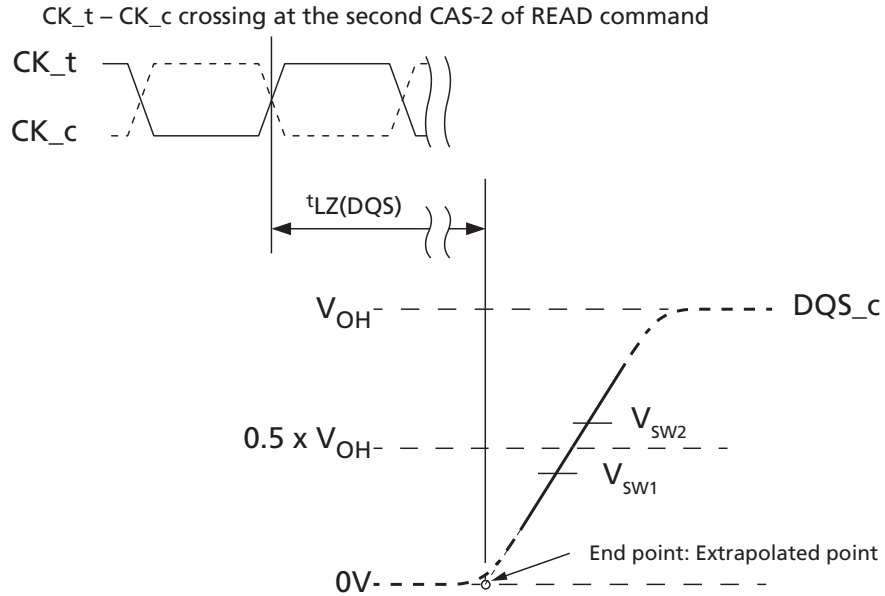 CK_t – CK_c crossing at the second CAS-2 of READ command
CK_t
CK_c
tLZ(DQS)
VOH
DQS_c
VSW2
0.5 x VOH
VSW1
End point: Extrapolated point
0V